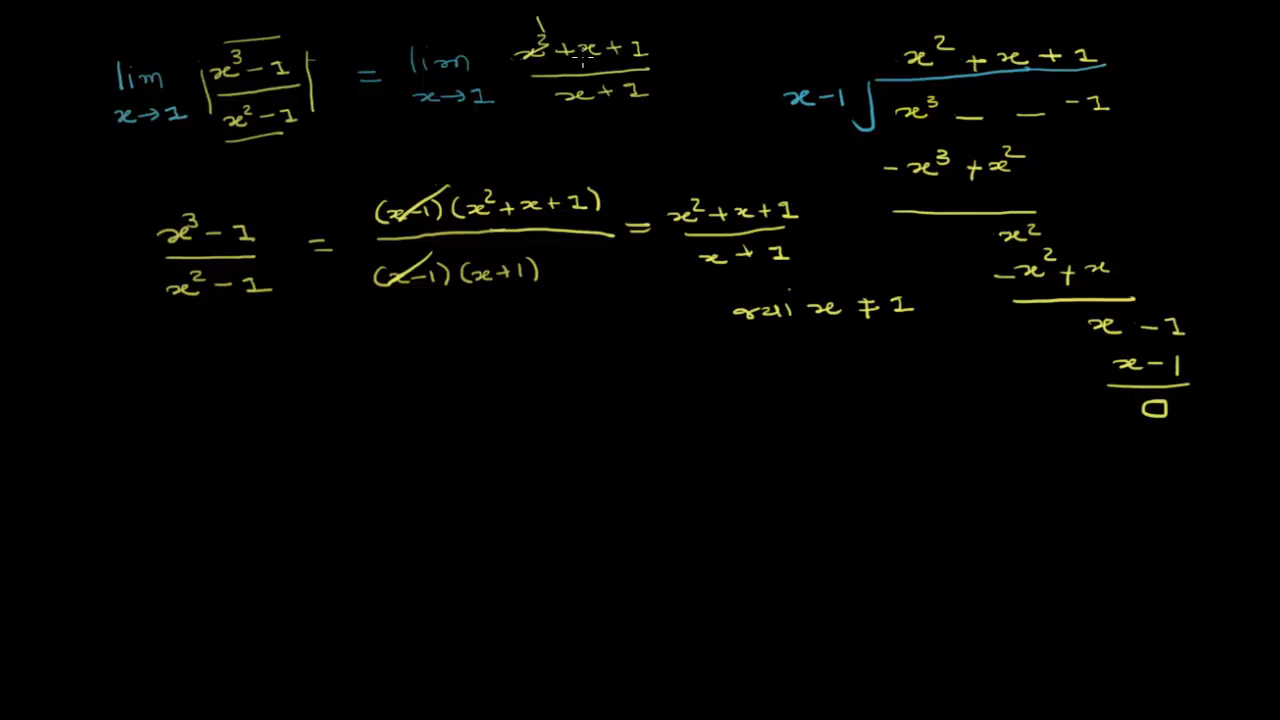 lim x→1 |x³ - 1 / x² - 1| = lim x→1 x² + x + 1 / x + 1
x³ - 1 / x² - 1 = (x-1)(x² + x + 1) / (x-1)(x+1) = x² + x + 1 / x + 1
x ≠ 1
x² + x + 1
x-1 √ x³ _ _ -1
-x³ + x²
x²
-x² + x
x - 1
x - 1
0